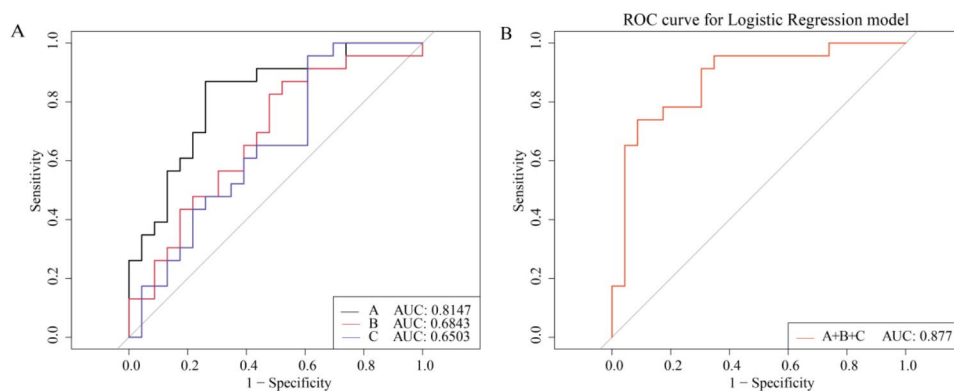 A
1.0
0.8
0.6
0.4
0.2
0.0
Sensitivity
0.0 0.2 0.4 0.6 0.8 1.0
1 − Specificity
A AUC: 0.8147
B AUC: 0.6843
C AUC: 0.6503
B
ROC curve for Logistic Regression model
1.0
0.8
0.6
0.4
0.2
0.0
Sensitivity
0.0 0.2 0.4 0.6 0.8 1.0
1 − Specificity
A+B+C AUC: 0.877